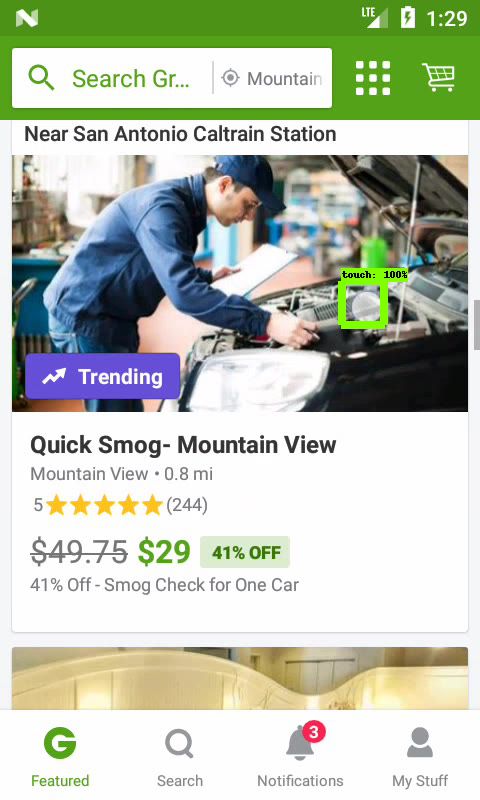 LTE 1:29
Search Gr... Mountain
Near San Antonio Caltrain Station
touch: 100%
Trending
Quick Smog- Mountain View
Mountain View • 0.8 mi
5 (244)
$49.75 $29 41% OFF
41% Off - Smog Check for One Car
3
G
Featured Search Notifications My Stuff